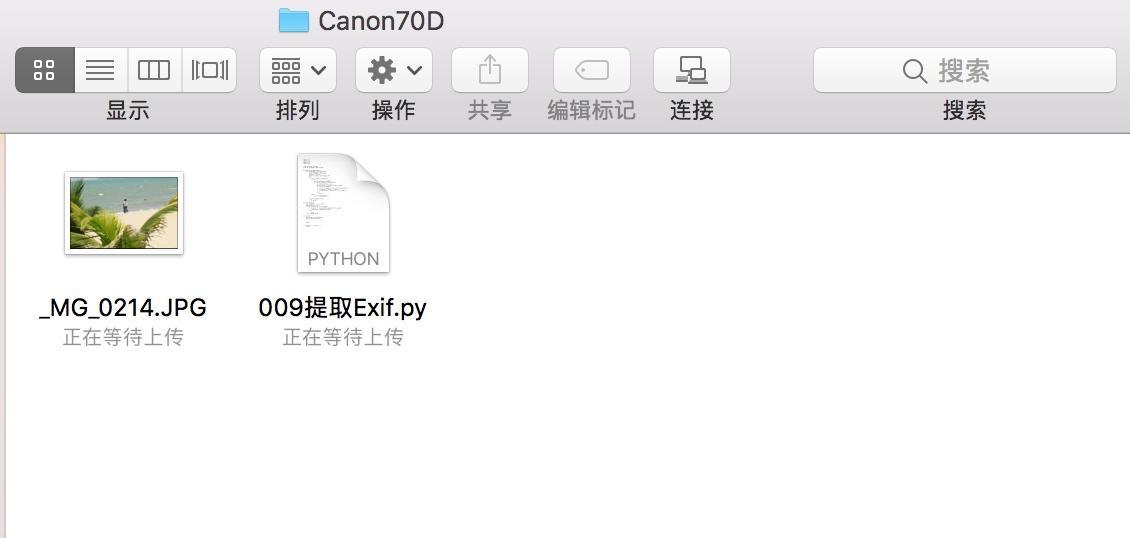 Canon70D
搜索
显示
排列
操作
共享
编辑标记
连接
搜索
PYTHON
_MG_0214.JPG
009提取Exif.py
正在等待上传
正在等待上传